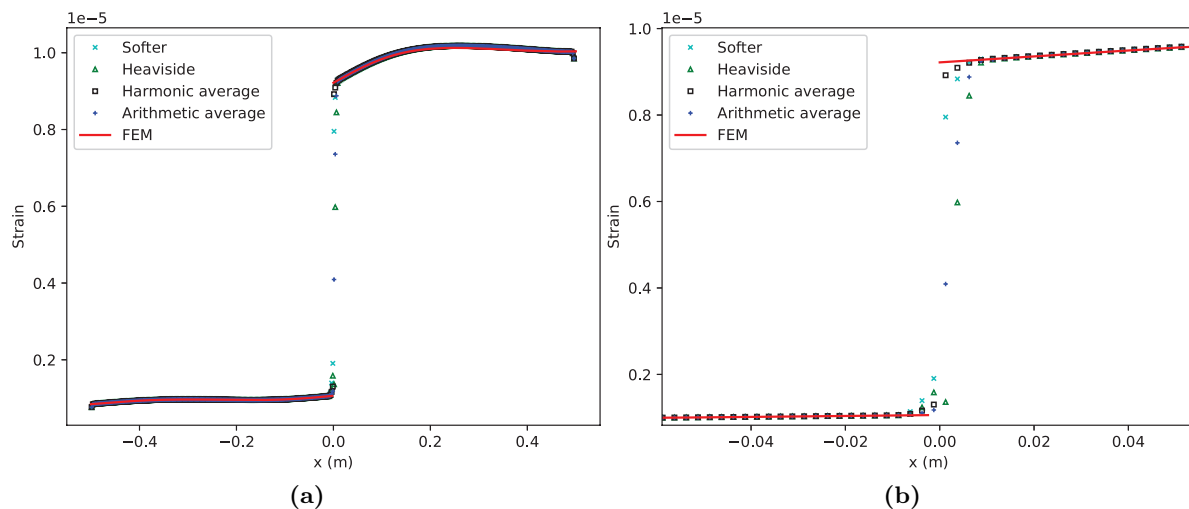 1e−5
Strain
1.0
0.8
0.6
0.4
0.2
Softer
Heaviside
Harmonic average
Arithmetic average
FEM
−0.4
−0.2
0.0
0.2
0.4
x (m)
(a)
1e−5
Strain
1.0
0.8
0.6
0.4
0.2
Softer
Heaviside
Harmonic average
Arithmetic average
FEM
−0.04
−0.02
0.00
0.02
0.04
x (m)
(b)